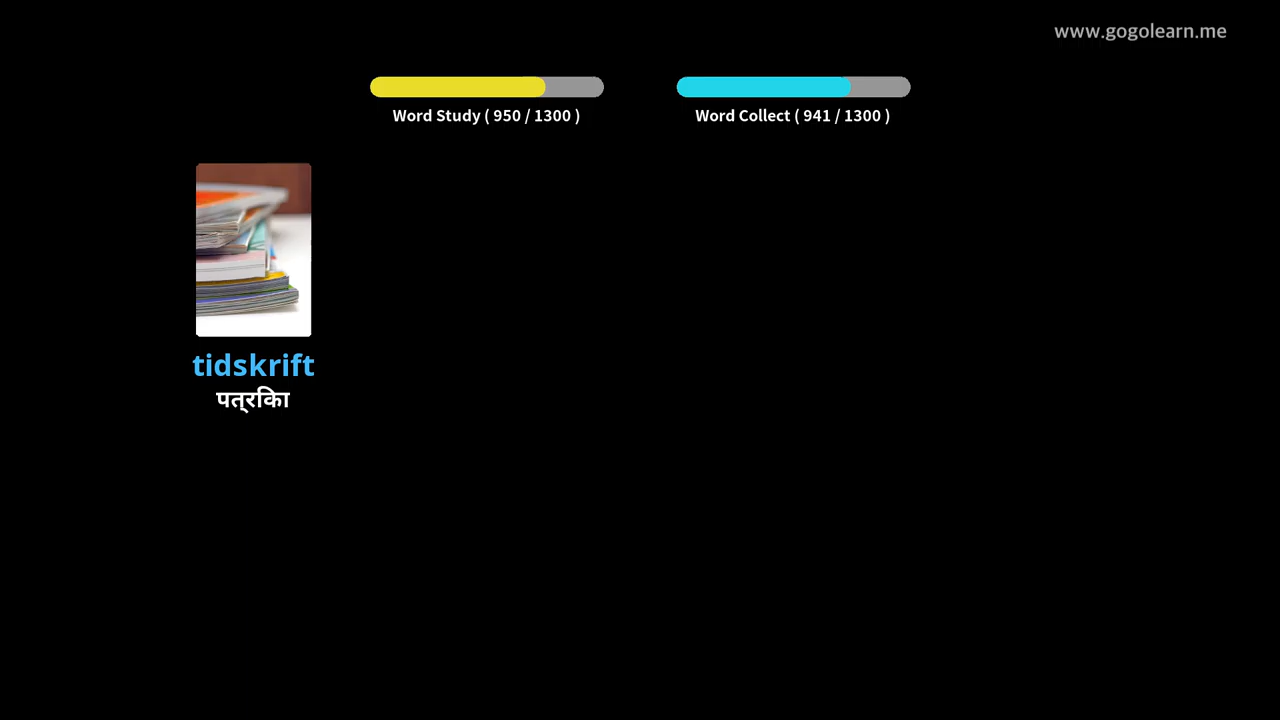 www.gogolearn.me
Word Study ( 950 / 1300 )
Word Collect ( 941 / 1300 )
tidskrift
पत्रिका